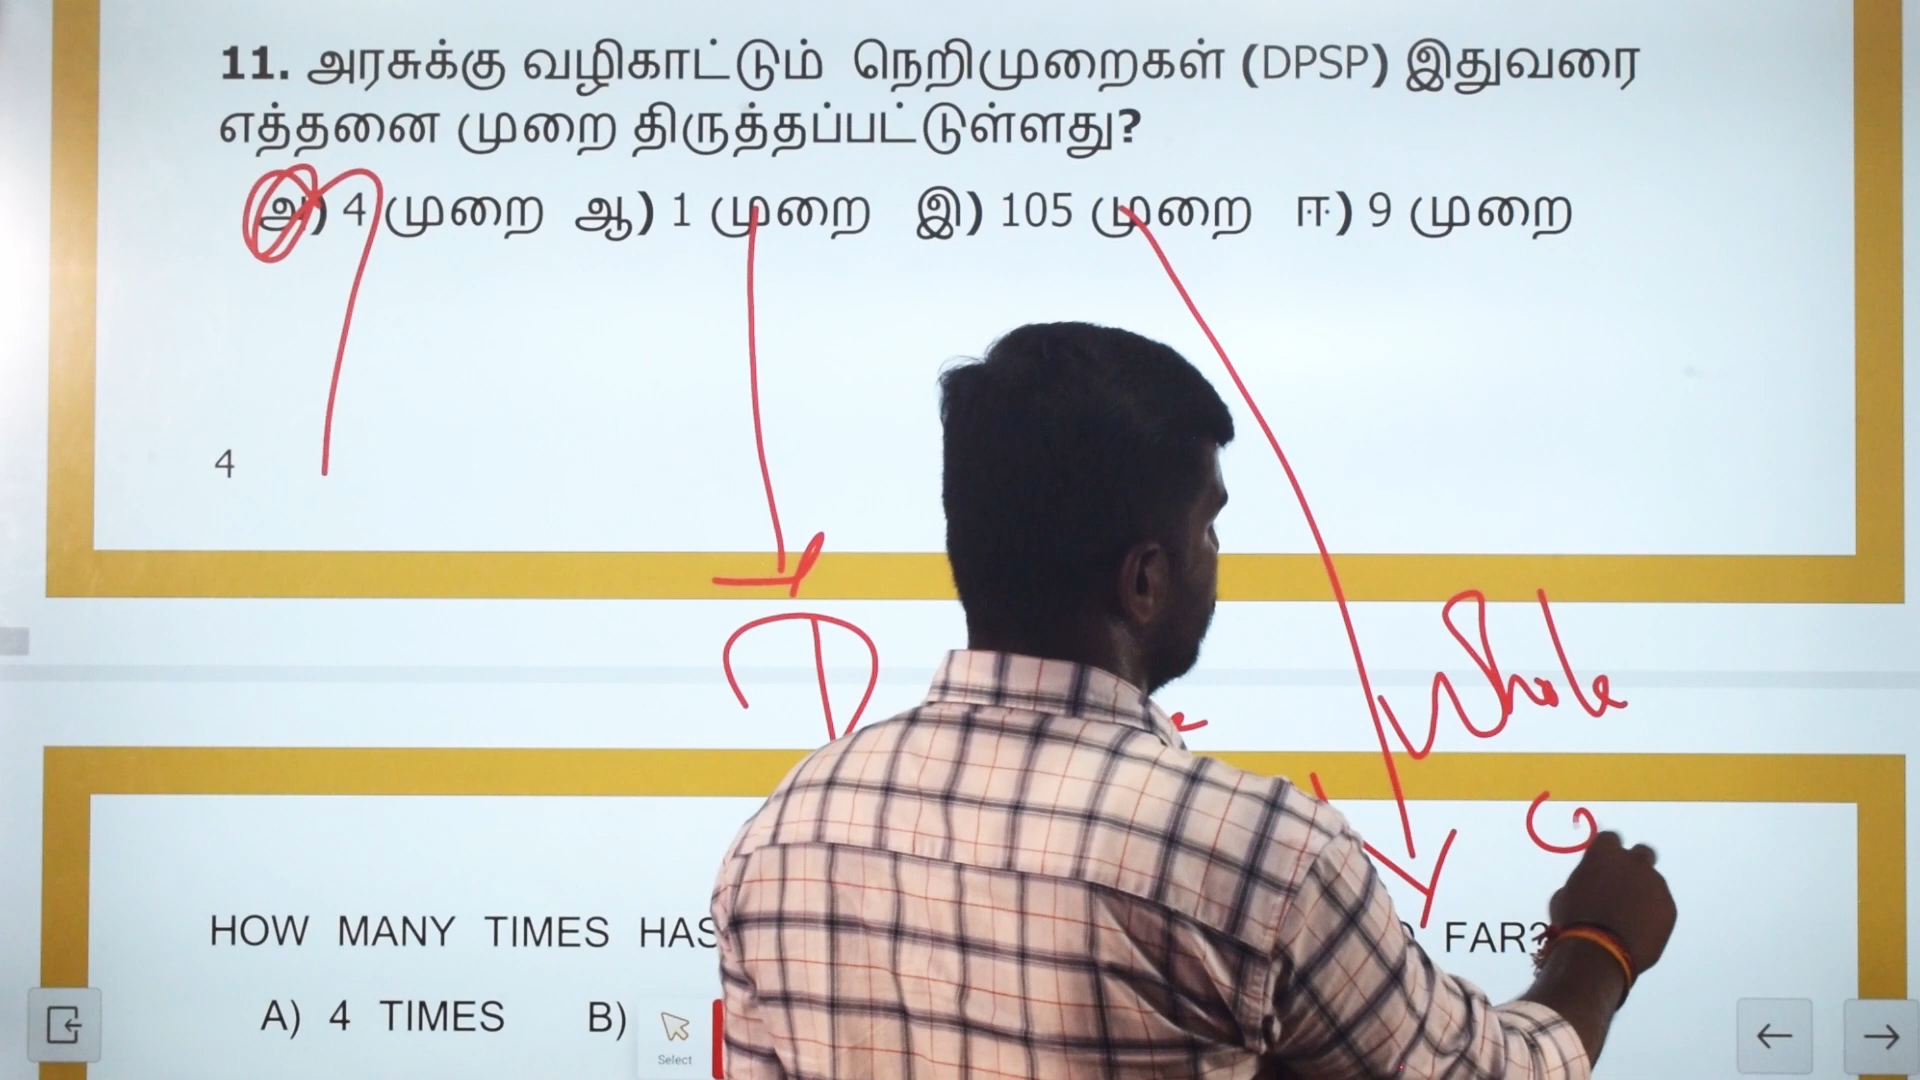 11. அரசுக்கு வழிகாட்டும் நெறிமுறைகள் (DPSP) இதுவரை
எத்தனை முறை திருத்தப்பட்டுள்ளது?
அ) 4 முறை ஆ) 1 முறை இ) 105 முறை ஈ) 9 முறை
4
Whole
HOW MANY TIMES HAS FAR?
A) 4 TIMES B)
Select